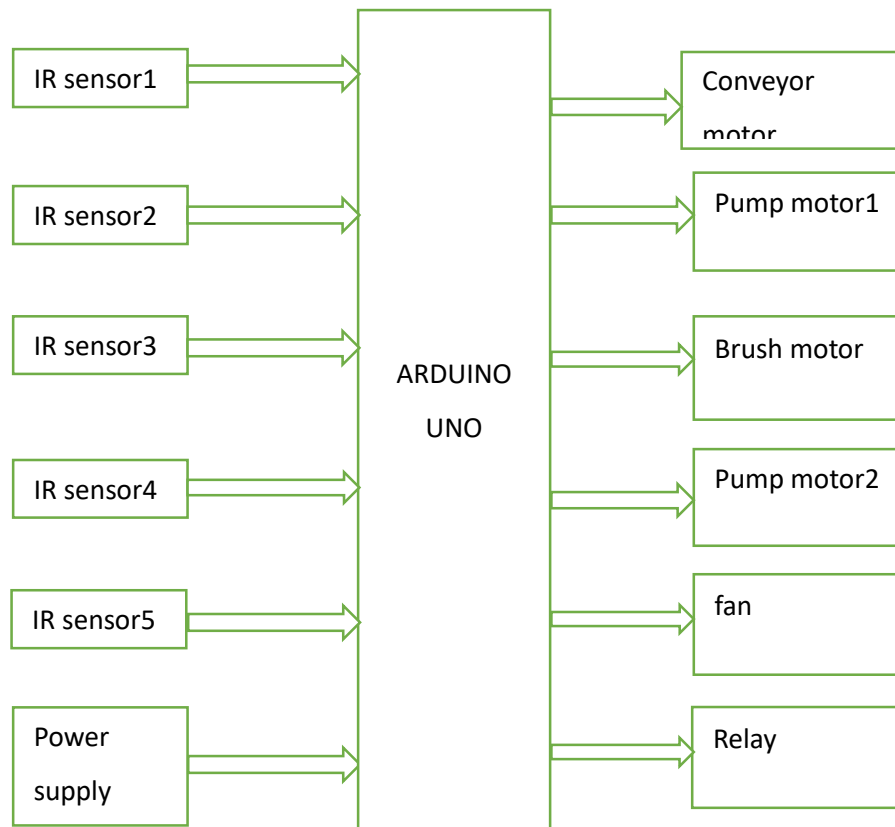 IR sensor1
IR sensor2
IR sensor3
IR sensor4
IR sensor5
Power
supply
ARDUINO
UNO
Conveyor
motor
Pump motor1
Brush motor
Pump motor2
fan
Relay